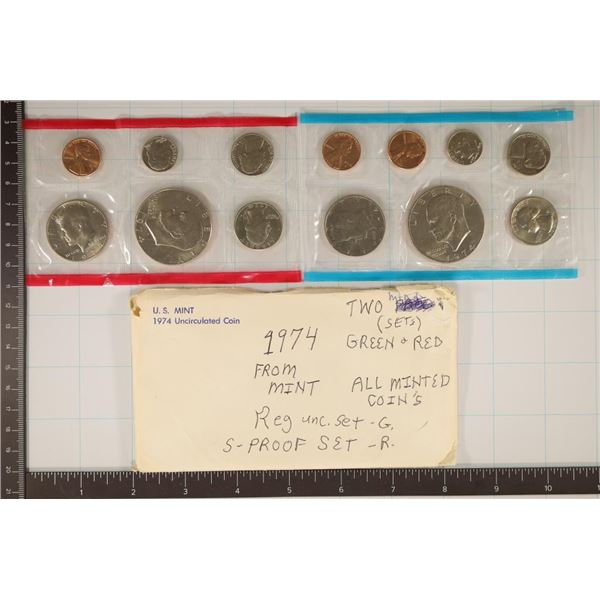 LIBERTY
1974
U.S. MINT
1974 Uncirculated Coin
1974
FROM
MINT
TWO
(SETS)
GREEN & RED
ALL MINTED
COIN'S
Reg unc. set -G.
S-PROOF SET -R-
1 2 3 4 5 6 7 8 9 10